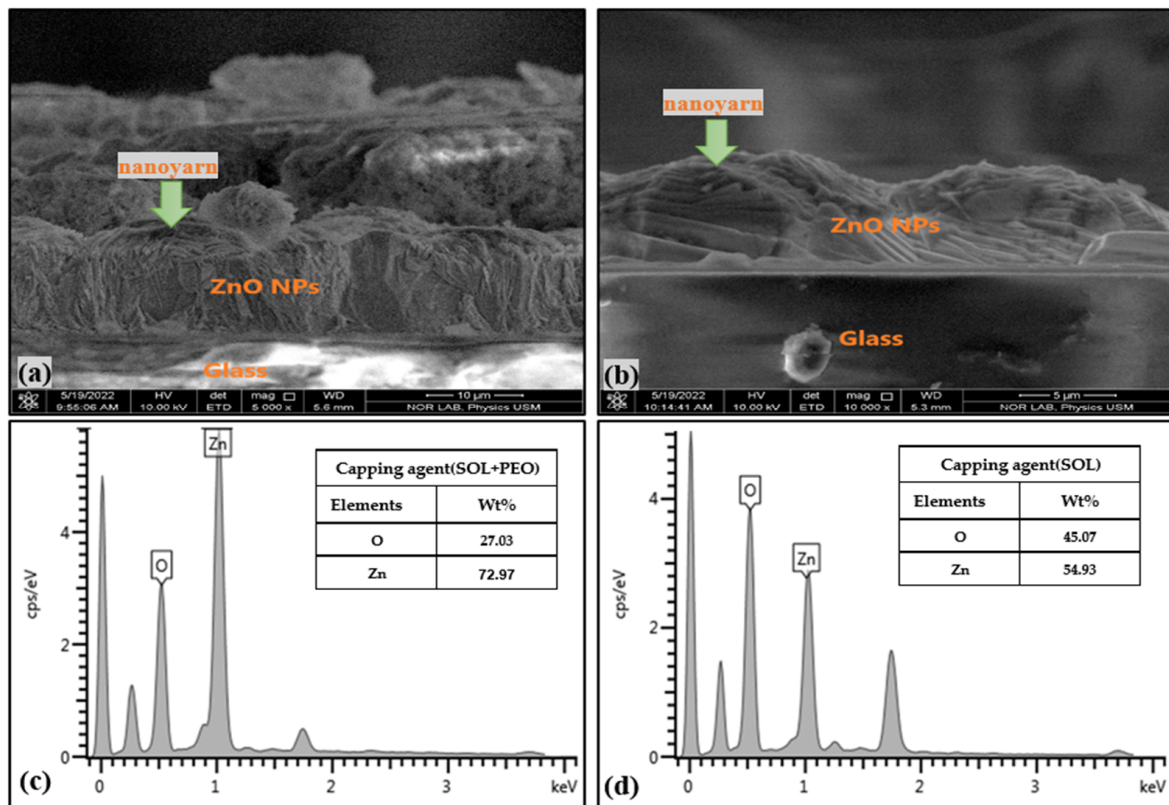 nanoyarn
ZnO NPs
Glass
(a)
5/19/2022 HV det mag WD 10 µm
9:55:06 AM 10.00 kV ETD 5 000 x 5.6 mm NOR LAB, Physics USM
nanoyarn
ZnO NPs
Glass
(b)
5/19/2022 HV det mag WD 5 µm
10:14:41 AM 10.00 kV ETD 10 000 x 5.3 mm NOR LAB, Physics USM
Zn
O
Capping agent(SOL+PEO)
Elements Wt%
O 27.03
Zn 72.97
cps/eV
4
2
0
0 1 2 3 keV
(c)
O
Zn
Capping agent(SOL)
Elements Wt%
O 45.07
Zn 54.93
cps/eV
4
2
0
0 1 2 3 keV
(d)